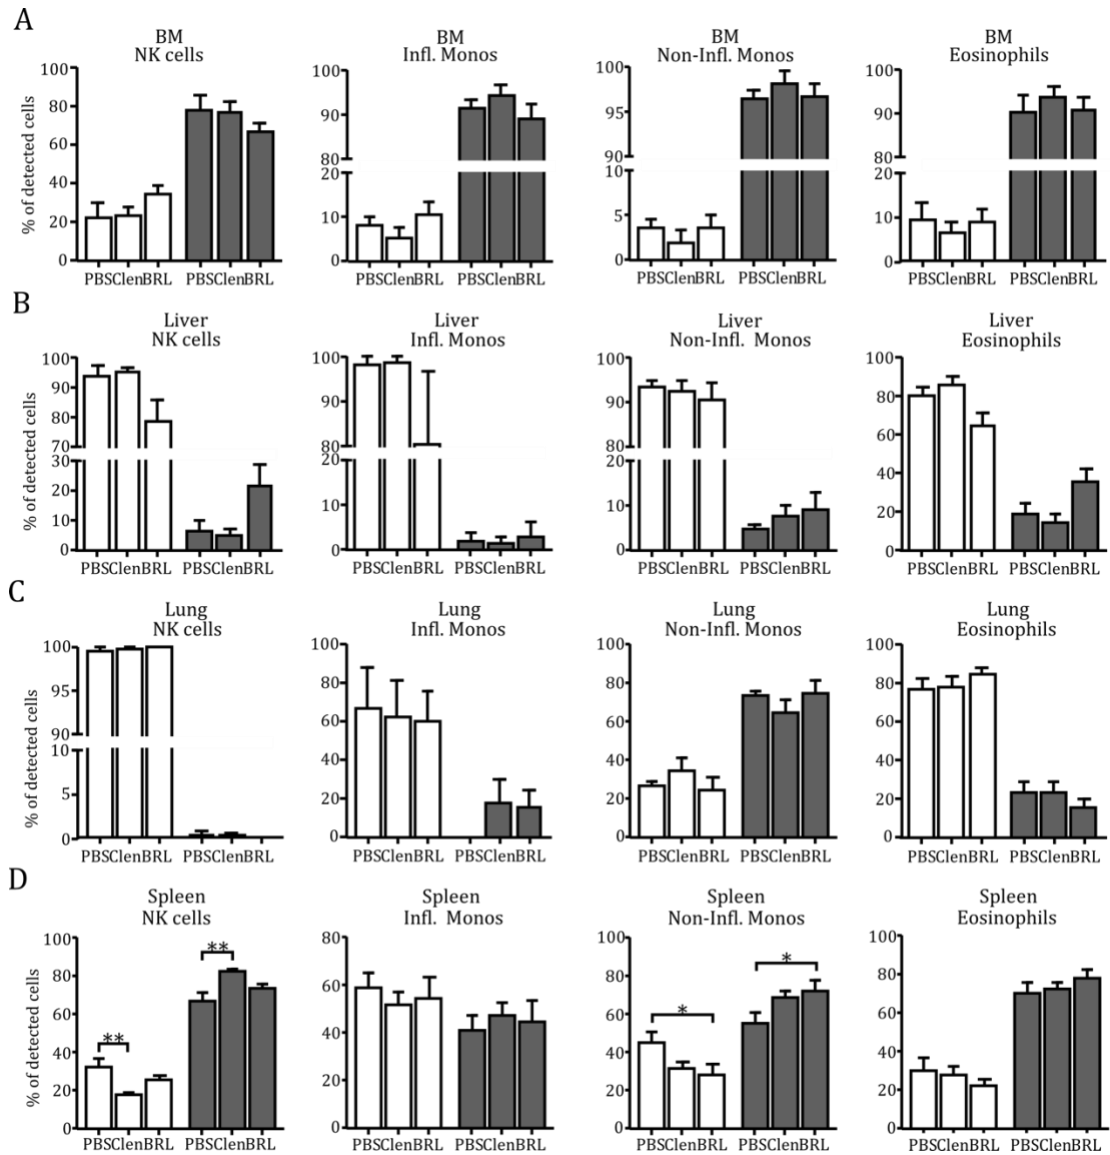 A
BM
NK cells
BM
Infl. Monos
BM
Non-Infl. Monos
BM
Eosinophils
% of detected cells
100
80
60
40
20
0
100
90
80
20
10
0
100
95
90
10
5
0
100
90
80
20
10
0
PBSClenBRL PBSClenBRL
PBSClenBRL PBSClenBRL
PBSClenBRL PBSClenBRL
PBSClenBRL PBSClenBRL
B
Liver
NK cells
Liver
Infl. Monos
Liver
Non-Infl. Monos
Liver
Eosinophils
% of detected cells
100
90
80
70
30
20
10
0
100
90
80
20
10
0
100
90
80
20
10
0
100
80
60
40
20
0
PBSClenBRL PBSClenBRL
PBSClenBRL PBSClenBRL
PBSClenBRL PBSClenBRL
PBSClenBRL PBSClenBRL
C
Lung
NK cells
Lung
Infl. Monos
Lung
Non-Infl. Monos
Lung
Eosinophils
% of detected cells
100
95
90
10
5
0
100
80
60
40
20
0
100
80
60
40
20
0
100
80
60
40
20
0
PBSClenBRL PBSClenBRL
PBSClenBRL PBSClenBRL
PBSClenBRL PBSClenBRL
PBSClenBRL PBSClenBRL
D
Spleen
NK cells
Spleen
Infl. Monos
Spleen
Non-Infl. Monos
Spleen
Eosinophils
% of detected cells
100
80
60
40
20
0
**
**
80
60
40
20
0
100
80
60
40
20
0
*
*
100
80
60
40
20
0
PBSClenBRL PBSClenBRL
PBSClenBRL PBSClenBRL
PBSClenBRL PBSClenBRL
PBSClenBRL PBSClenBRL